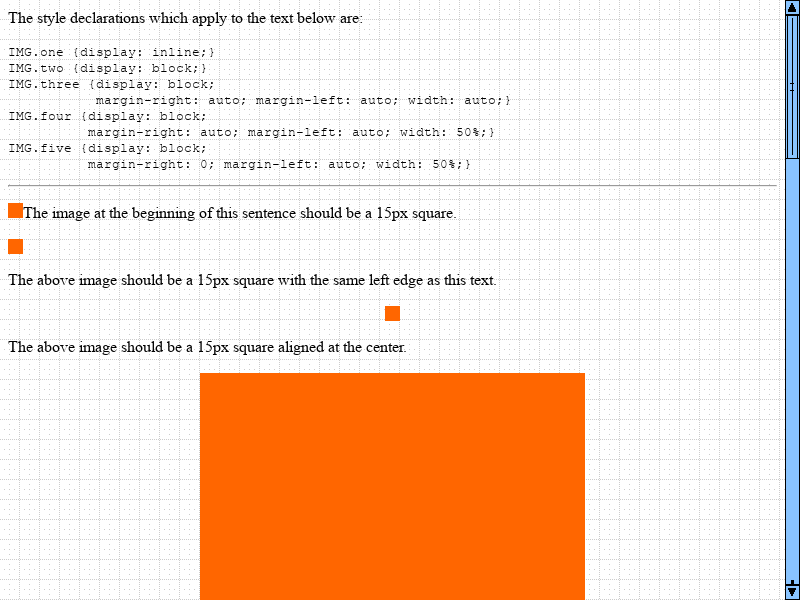 The style declarations which apply to the text below are:
IMG.one {display: inline;}
IMG.two {display: block;}
IMG.three {display: block;
margin-right: auto; margin-left: auto; width: auto;}
IMG.four {display: block;
margin-right: auto; margin-left: auto; width: 50%;}
IMG.five {display: block;
margin-right: 0; margin-left: auto; width: 50%;}
The image at the beginning of this sentence should be a 15px square.
The above image should be a 15px square with the same left edge as this text.
The above image should be a 15px square aligned at the center.